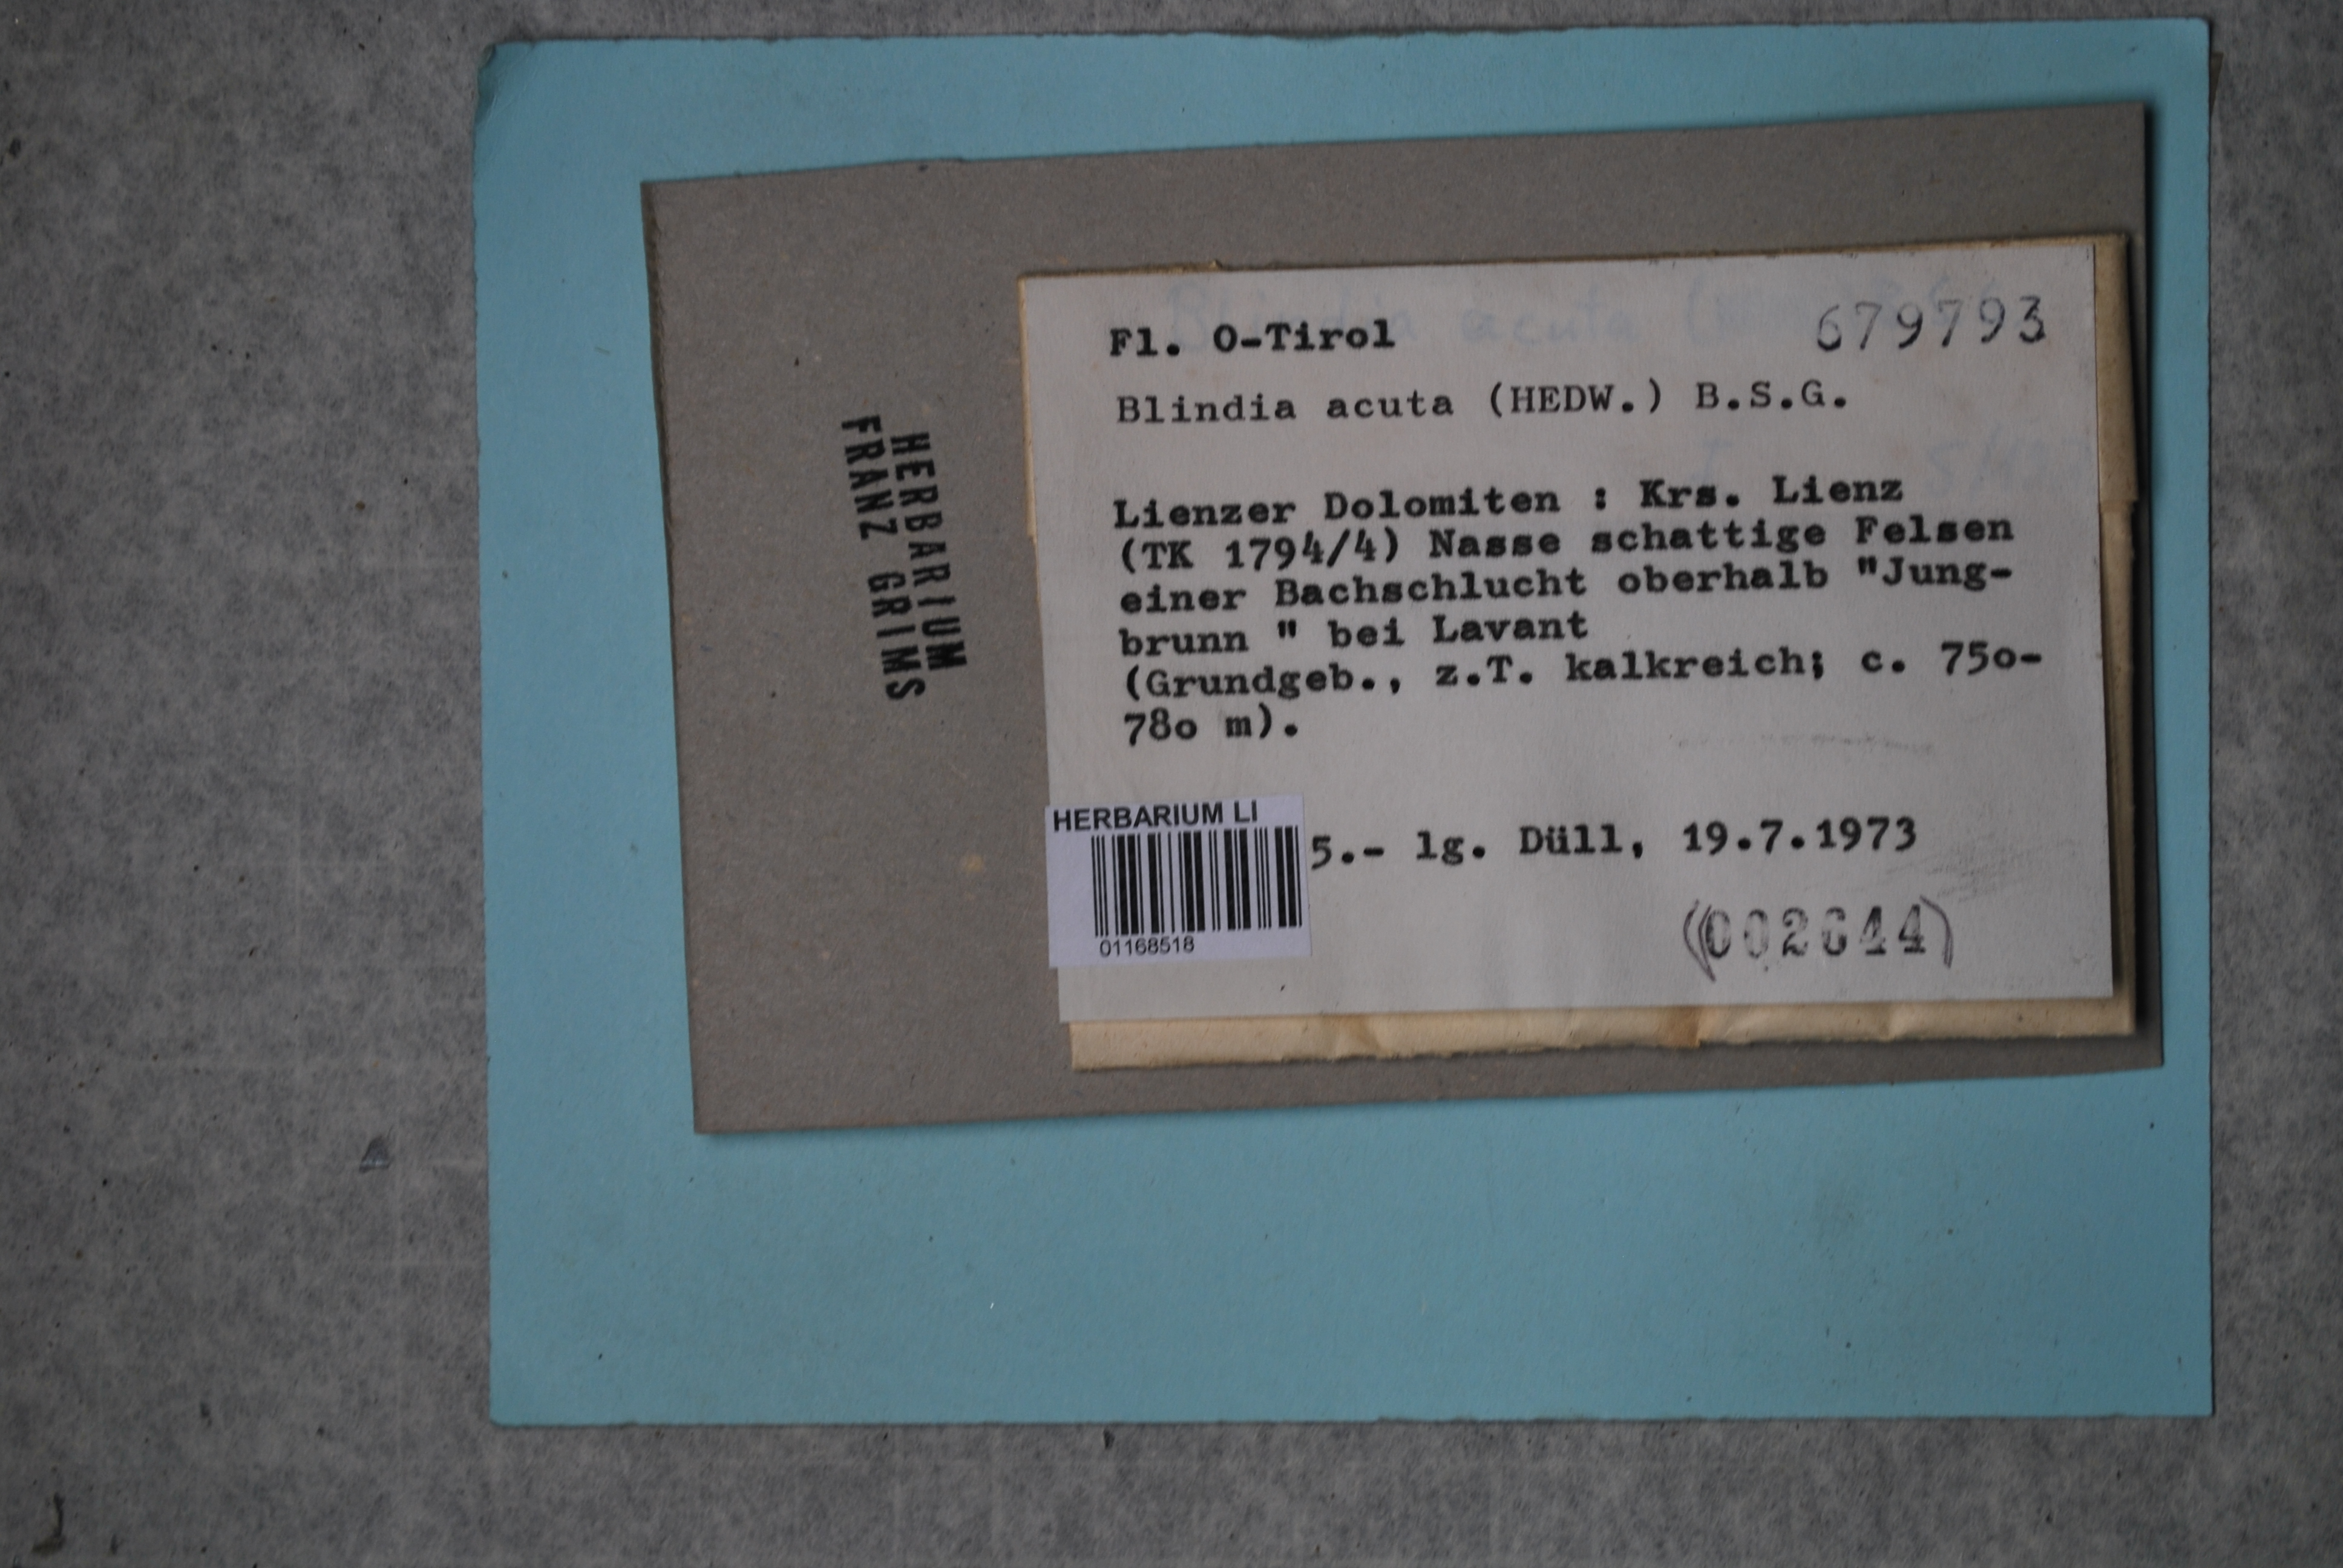 HERBARIUM
FRANZ GRIMS
Fl. O-Tirol
679793
Blindia acuta (HEDW.) B.S.G.
Lienzer Dolomiten : Krs. Lienz
(TK 1794/4) Nasse schattige Felsen
einer Bachschlucht oberhalb "Jung-
brunn " bei Lavant
(Grundgeb., z.T. kalkreich; c. 75o-
78o m).
5.- lg. Düll, 19.7.1973
HERBARIUM LI
01168518
(002644)